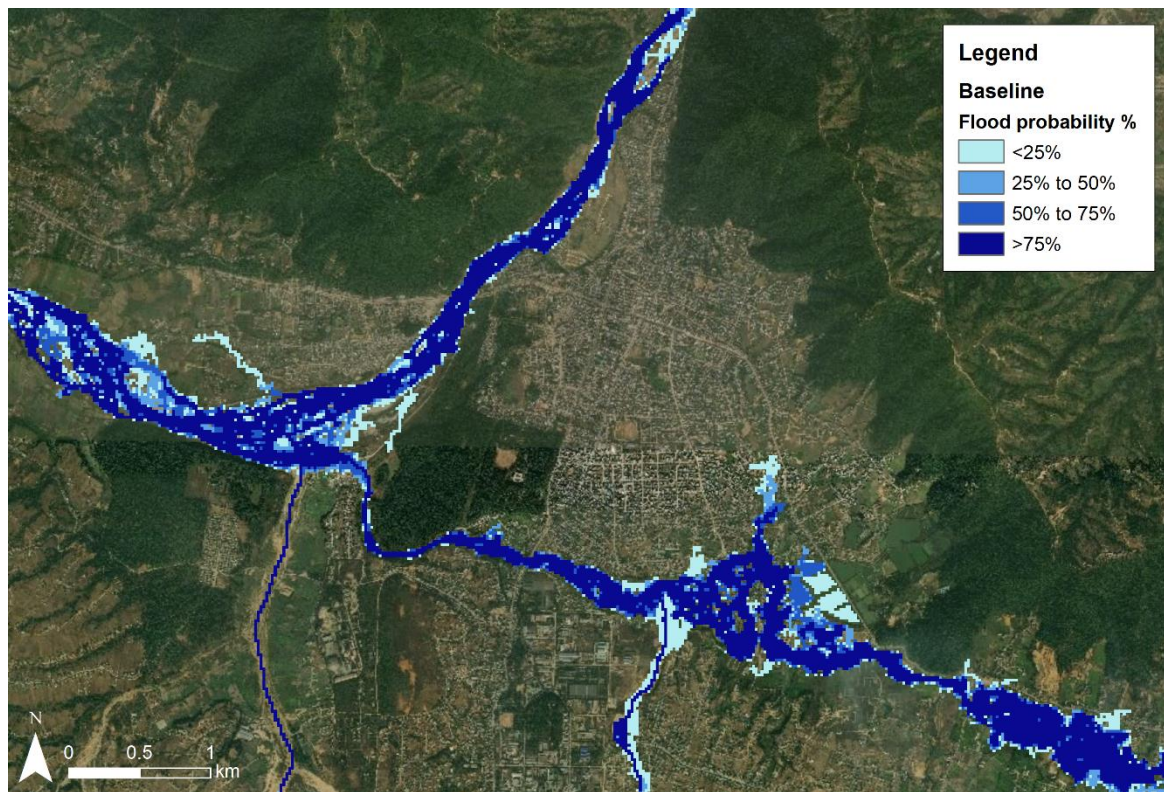 Legend
Baseline
Flood probability %
<25%
25% to 50%
50% to 75%
>75%
N
0 0.5 1
km